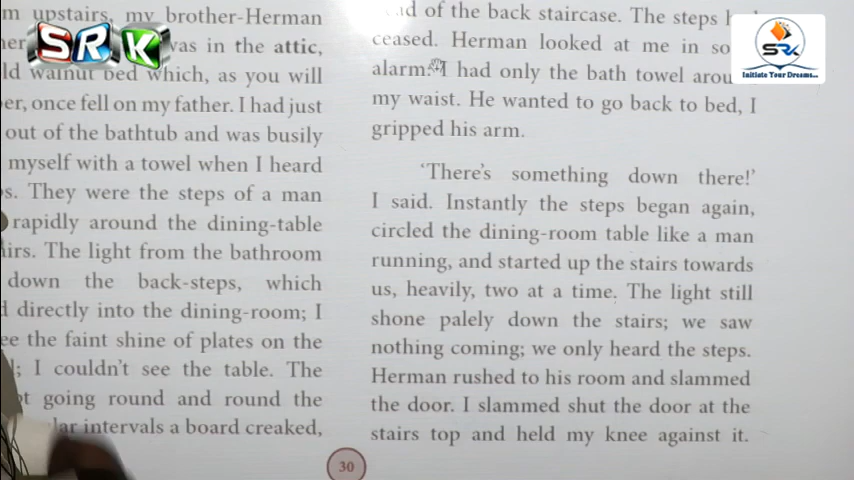 upstairs, my brother Herman
was in the attic,
walnut bed which, as you will
once fell on my father. I had just
out of the bathtub and was busily
myself with a towel when I heard
They were the steps of a man
rapidly around the dining-table
The light from the bathroom
down the back-steps, which
directly into the dining-room; I
the faint shine of plates on the
I couldn't see the table. The
going round and round the
intervals a board creaked,
of the back staircase. The steps
ceased. Herman looked at me in
alarm. I had only the bath towel
my waist. He wanted to go back to bed, I
gripped his arm.
'There's something down there!'
I said. Instantly the steps began again,
circled the dining-room table like a man
running, and started up the stairs towards
us, heavily, two at a time. The light still
shone palely down the stairs; we saw
nothing coming; we only heard the steps.
Herman rushed to his room and slammed
the door. I slammed shut the door at the
stairs top and held my knee against it.
30
SRK
SRK
Initiate Your Dreams...